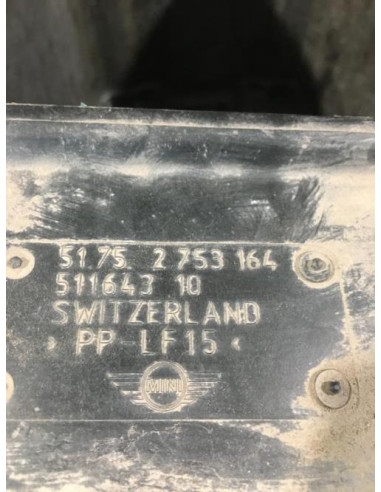 51.75. 2 753 164
511643 10
SWITZERLAND
> PP-LF15 <
MINI